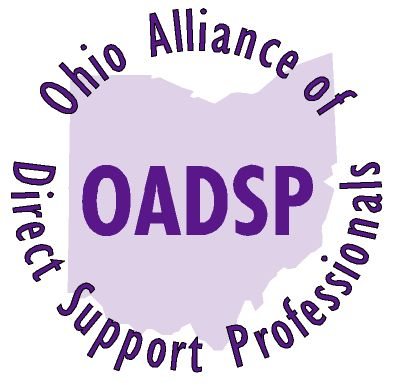 Ohio Alliance of
OADSP
Direct Support Professionals